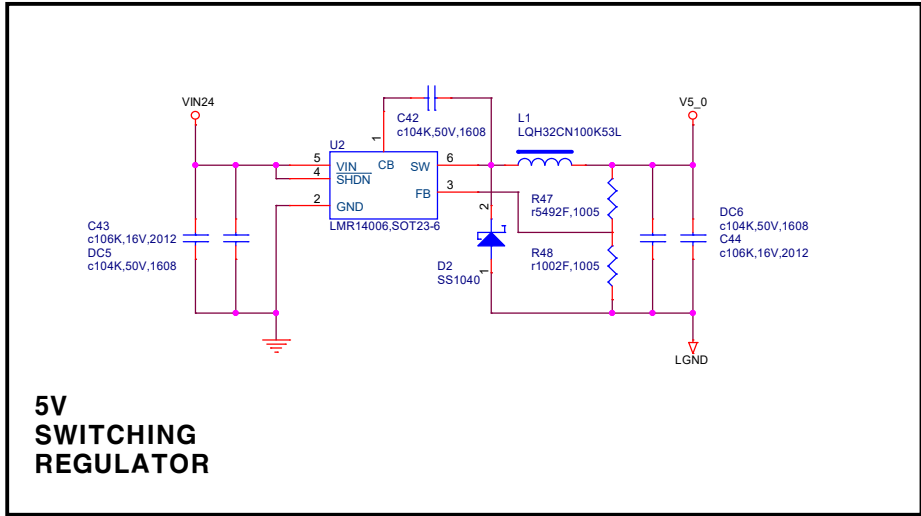 VIN24
V5_0
C42
c104K,50V,1608
L1
LQH32CN100K53L
U2
1
5
VIN
CB
SW
6
4
SHDN
FB
3
2
GND
LMR14006,SOT23-6
R47
r5492F,1005
2
C43
c106K,16V,2012
DC5
c104K,50V,1608
DC6
c104K,50V,1608
C44
c106K,16V,2012
R48
r1002F,1005
D2
SS1040
1
LGND
5V
SWITCHING
REGULATOR